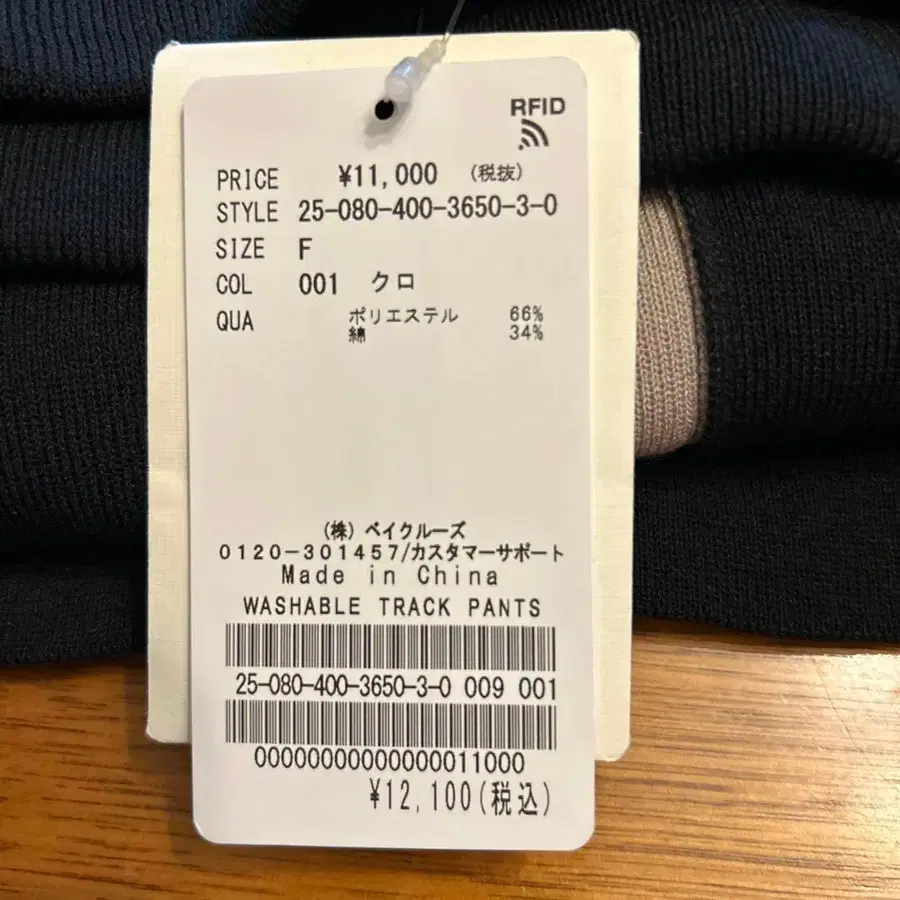 RFID
PRICE ¥11,000 (税抜)
STYLE 25-080-400-3650-3-0
SIZE F
COL 001 クロ
QUA ポリエステル 66%
綿 34%
(株) ベイクルーズ
0120-301457/カスタマーサポート
Made in China
WASHABLE TRACK PANTS
25-080-400-3650-3-0 009 001
00000000000000011000
¥12,100(税込)